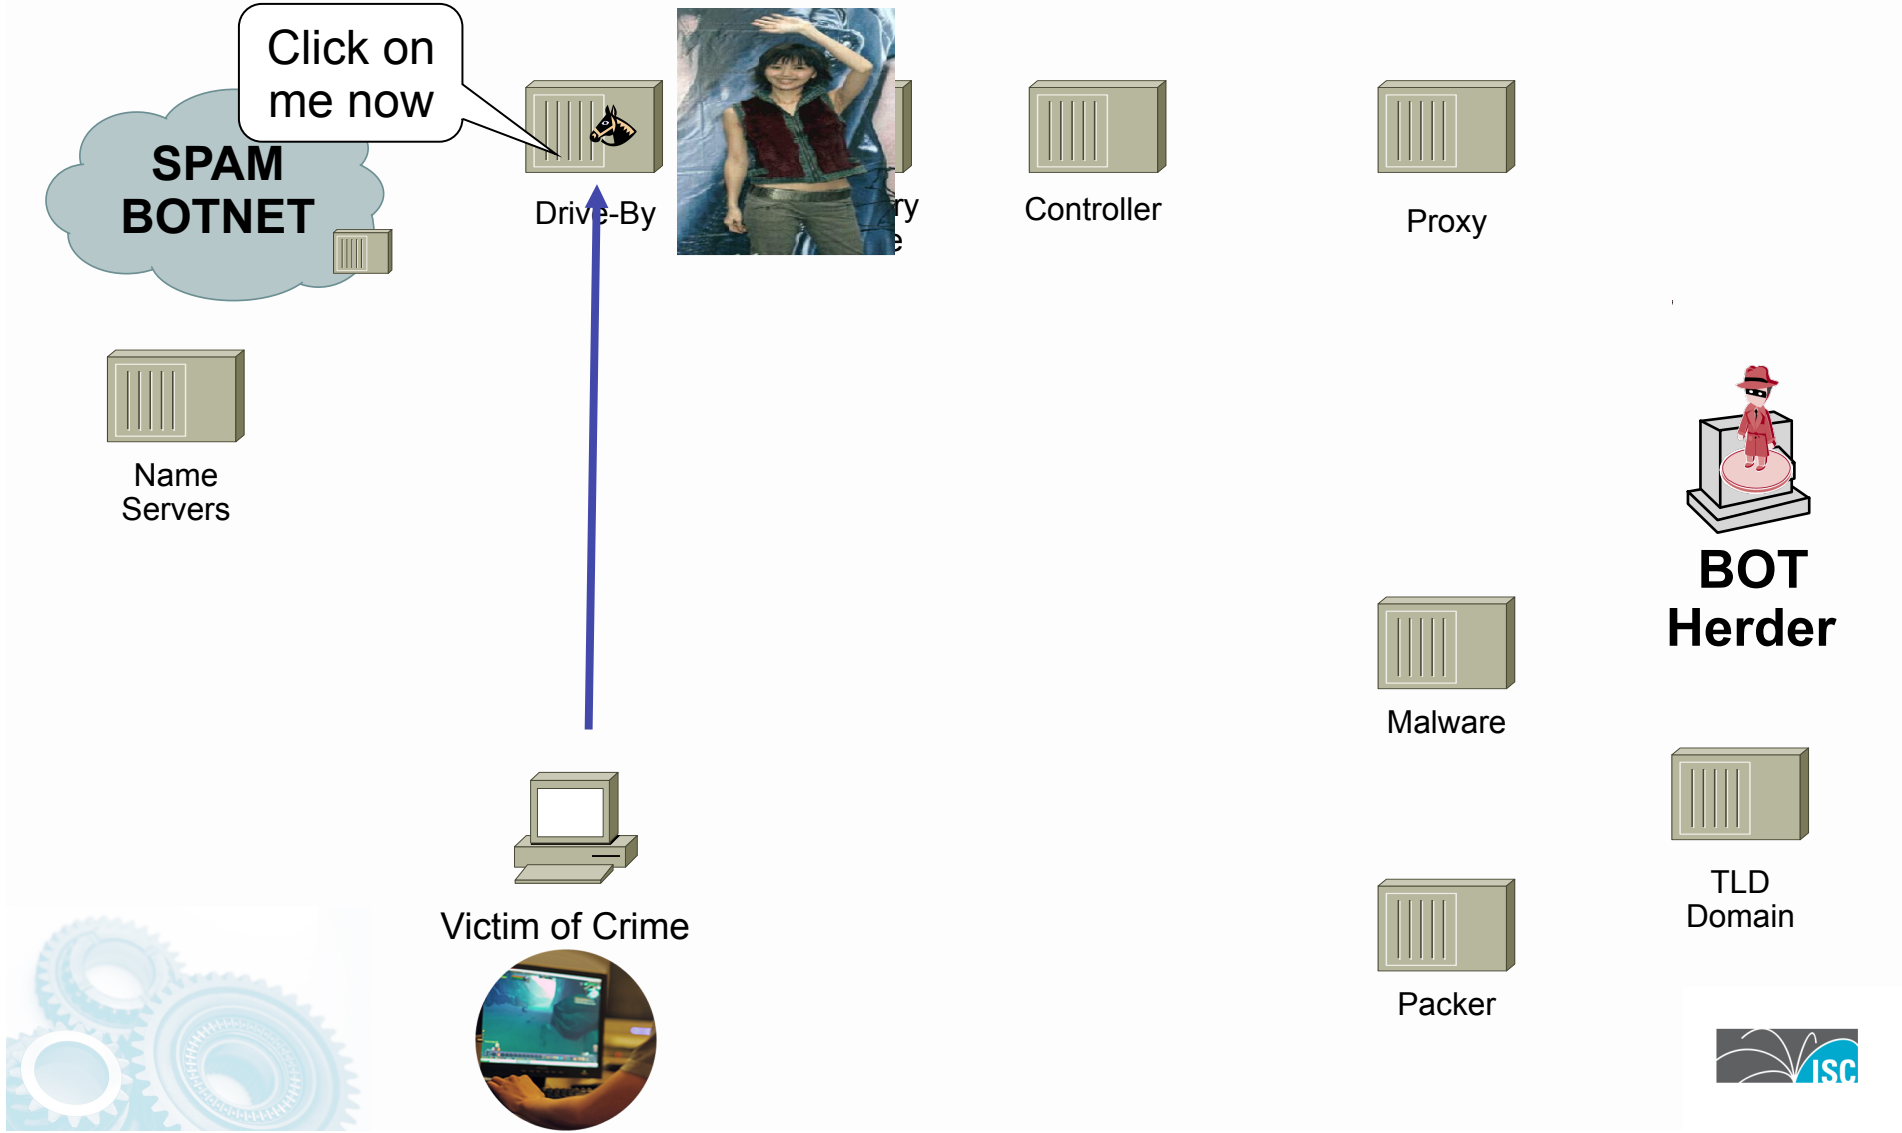 Click on
me now
SPAM
BOTNET
Drive-By
Controller
Proxy
Name
Servers
BOT
Herder
Malware
TLD
Domain
Victim of Crime
Packer
ISC